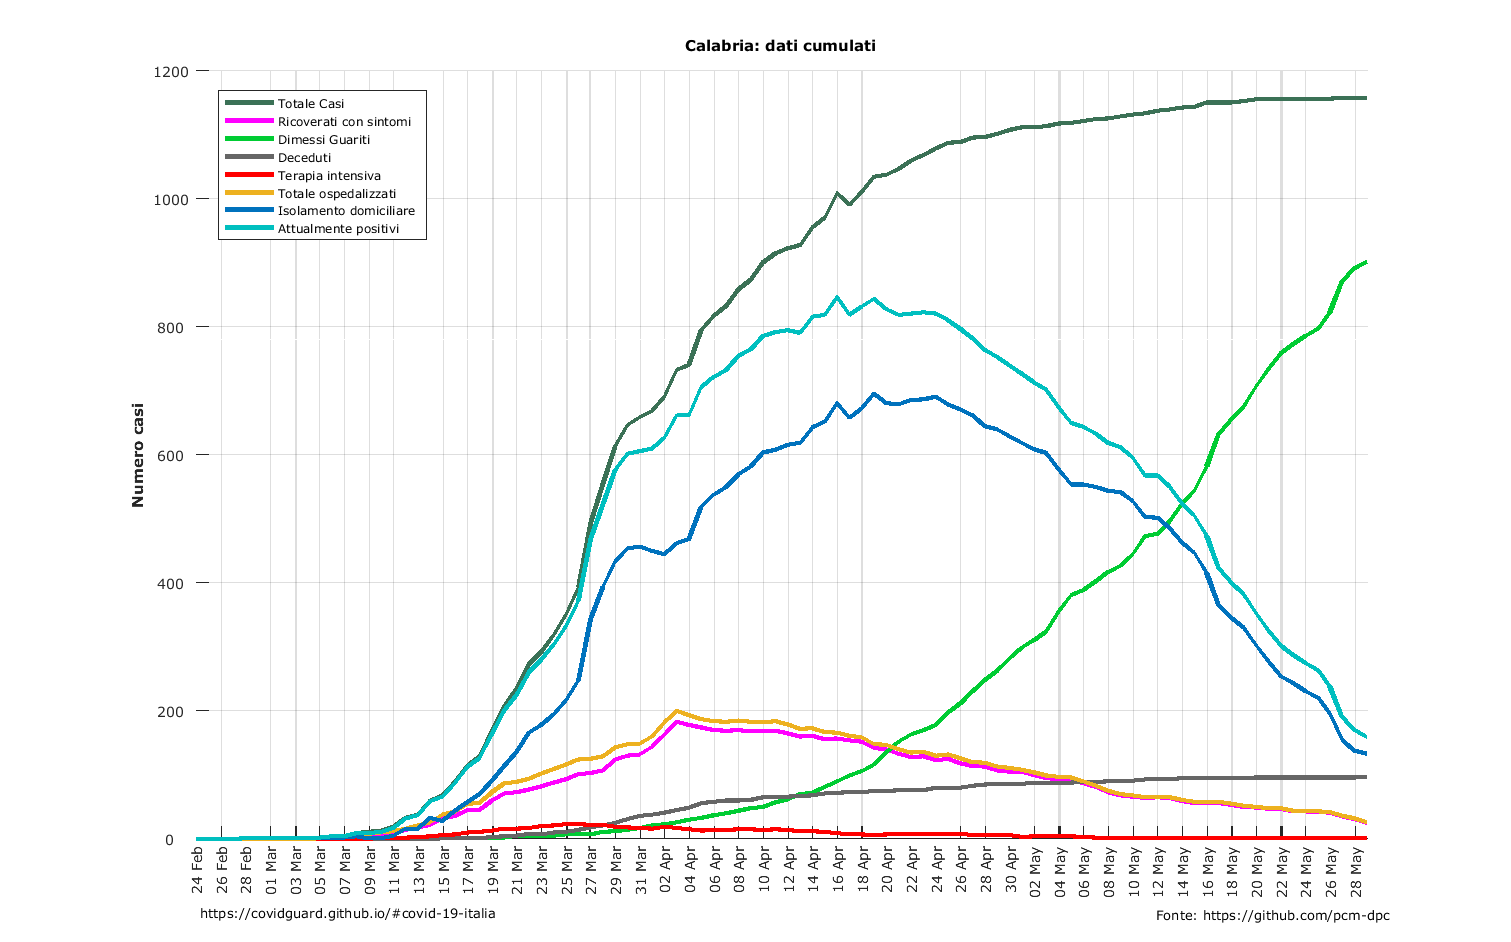 Calabria: dati cumulati
1200
1000
800
600
400
200
0
Numero casi
Totale Casi
Ricoverati con sintomi
Dimessi Guariti
Deceduti
Terapia intensiva
Totale ospedalizzati
Isolamento domiciliare
Attualmente positivi
24 Feb
26 Feb
28 Feb
01 Mar
03 Mar
05 Mar
07 Mar
09 Mar
11 Mar
13 Mar
15 Mar
17 Mar
19 Mar
21 Mar
23 Mar
25 Mar
27 Mar
29 Mar
31 Mar
02 Apr
04 Apr
06 Apr
08 Apr
10 Apr
12 Apr
14 Apr
16 Apr
18 Apr
20 Apr
22 Apr
24 Apr
26 Apr
28 Apr
30 Apr
02 May
04 May
06 May
08 May
10 May
12 May
14 May
16 May
18 May
20 May
22 May
24 May
26 May
28 May
https://covidguard.github.io/#covid-19-italia
Fonte: https://github.com/pcm-dpc